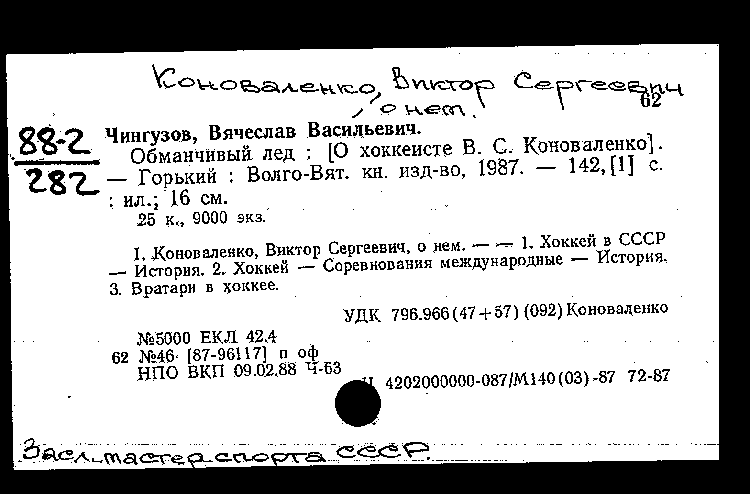 Коноваленко, Виктор Сергеевич
о нем.
62
88-2
282
Чингузов, Вячеслав Васильевич.
Обманчивый лед : [О хоккеисте В. С. Коноваленко].
— Горький : Волго-Вят. кн. изд-во, 1987. — 142,[1] с.
: ил.; 16 см.
25 к., 9000 экз.
I. Коноваленко, Виктор Сергеевич, о нем. — — 1. Хоккей в СССР
— История. 2. Хоккей — Соревнования международные — История.
3. Вратари в хоккее.
УДК 796.966(47+57)(092)Коноваленко
№5000 ЕКЛ 42.4
62 №46 [87-96117] п оф
НПО ВКП 09.02.88 Ч-63
4202000000-087/М140(03)-87 72-87
Засл. мастер спорта СССР.